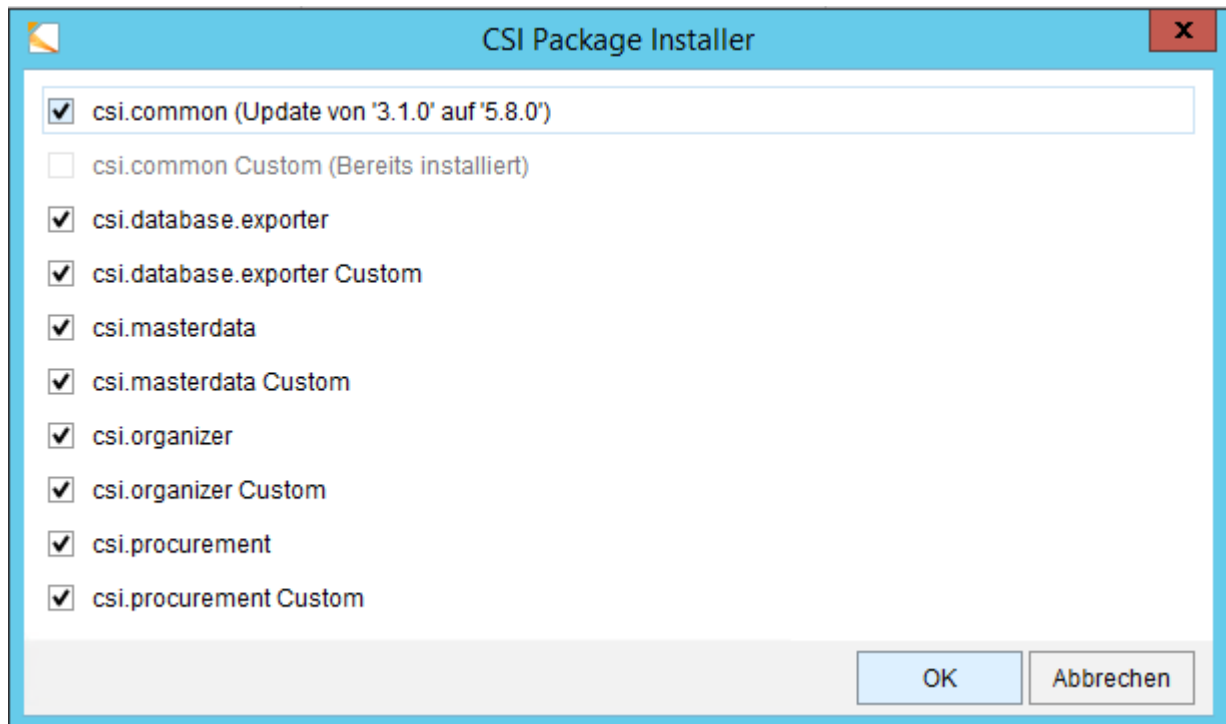 CSI Package Installer
x
csi.common (Update von '3.1.0' auf '5.8.0')
csi.common Custom (Bereits installiert)
csi.database.exporter
csi.database.exporter Custom
csi.masterdata
csi.masterdata Custom
csi.organizer
csi.organizer Custom
csi.procurement
csi.procurement Custom
OK Abbrechen